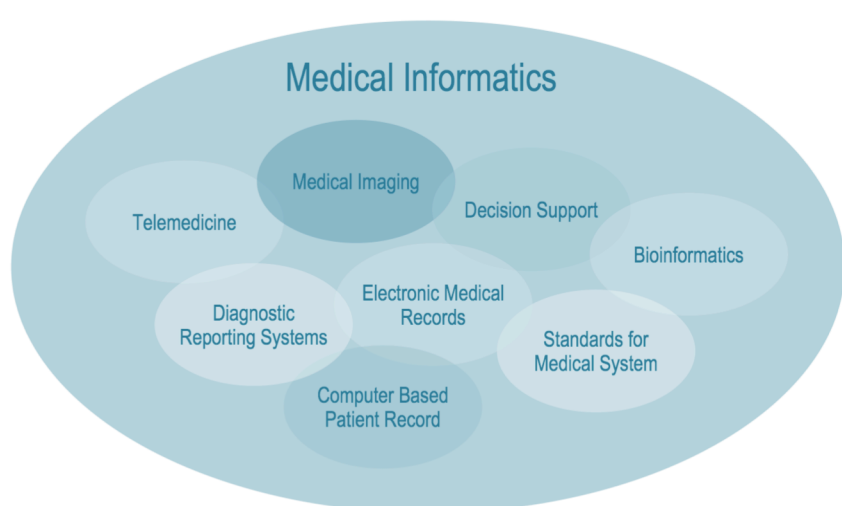 Medical Informatics
Medical Imaging
Telemedicine
Decision Support
Bioinformatics
Electronic Medical
Records
Diagnostic
Reporting Systems
Standards for
Medical System
Computer Based
Patient Record